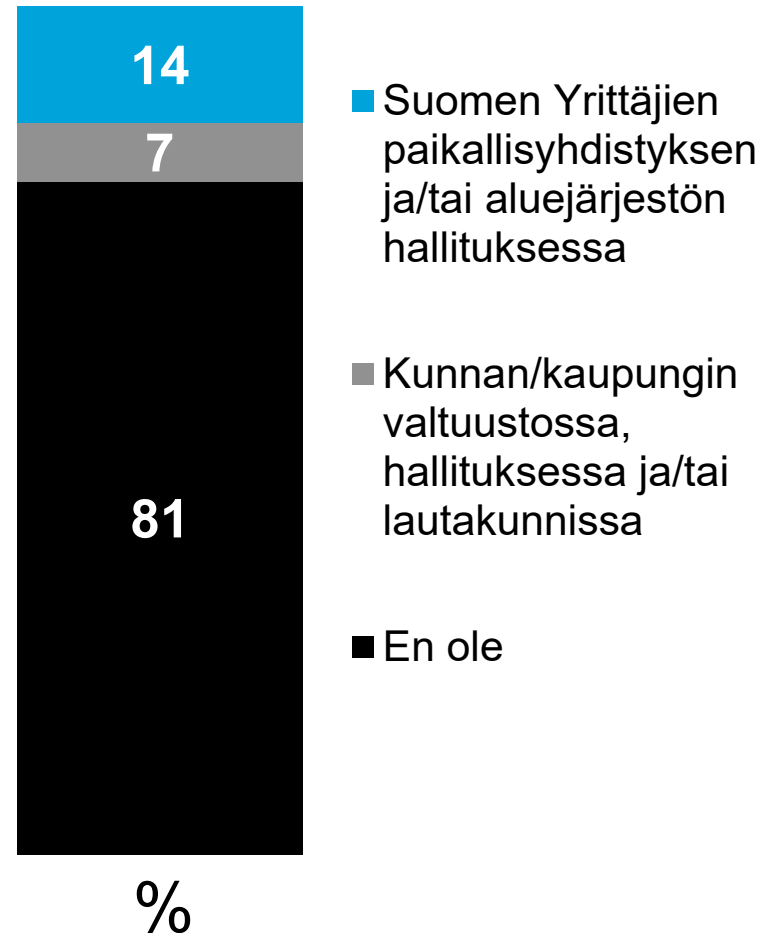 14
7
81
%
Suomen Yrittäjien
paikallisyhdistyksen
ja/tai aluejärjestön
hallituksessa
Kunnan/kaupungin
valtuustossa,
hallituksessa ja/tai
lautakunnissa
En ole